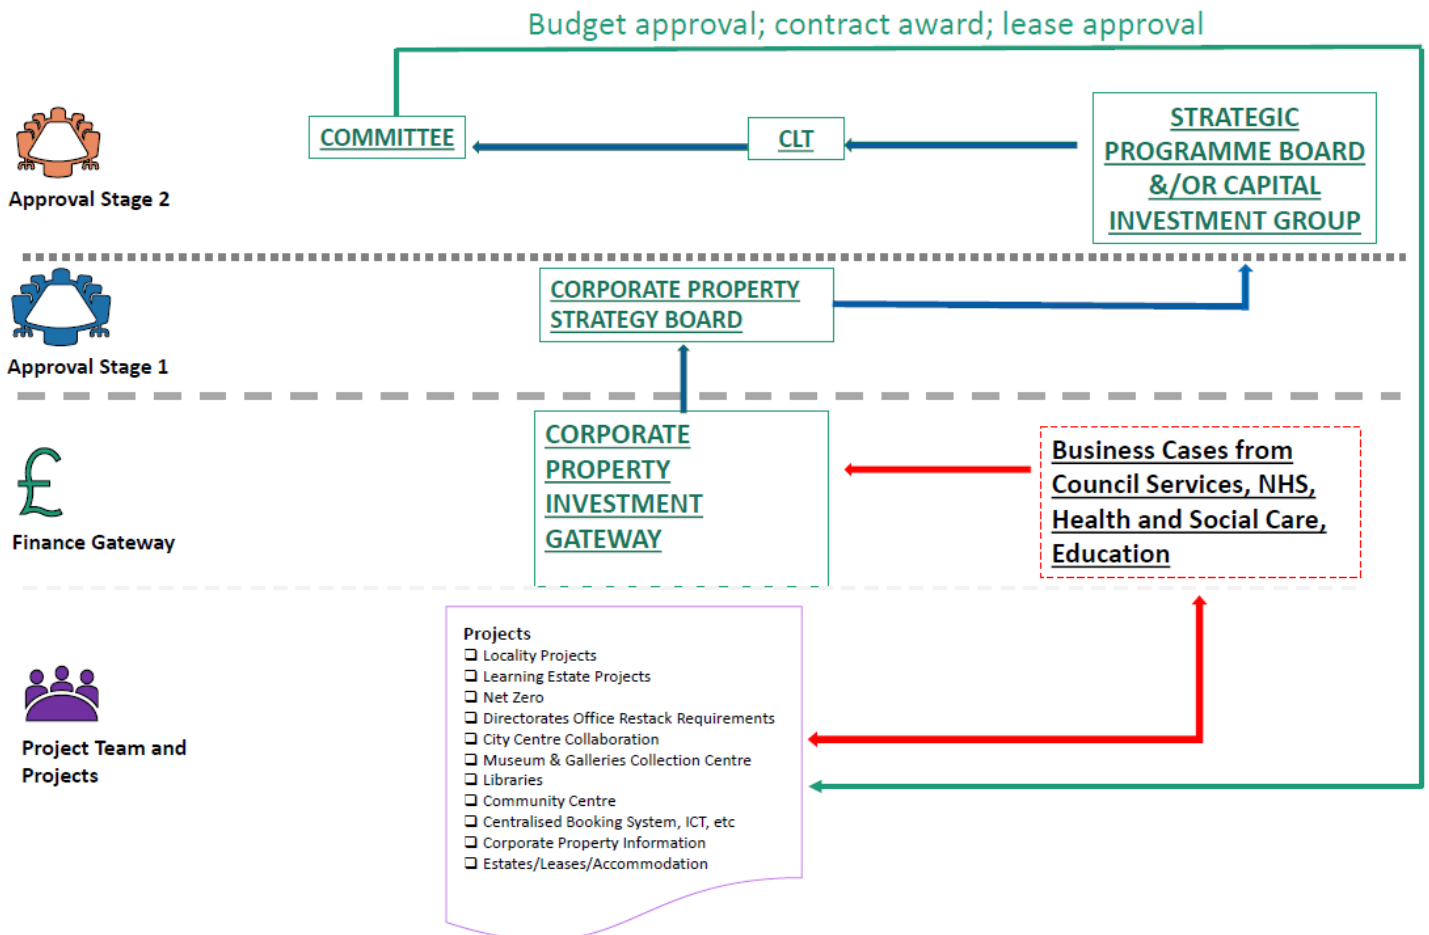 Budget approval; contract award; lease approval
COMMITTEE
CLT
STRATEGIC
PROGRAMME BOARD
&/OR CAPITAL
INVESTMENT GROUP
Approval Stage 2
CORPORATE PROPERTY
STRATEGY BOARD
Approval Stage 1
CORPORATE
PROPERTY
INVESTMENT
GATEWAY
Business Cases from
Council Services, NHS,
Health and Social Care,
Education
£
Finance Gateway
Projects
❑ Locality Projects
❑ Learning Estate Projects
❑ Net Zero
❑ Directorates Office Restack Requirements
❑ City Centre Collaboration
❑ Museum & Galleries Collection Centre
❑ Libraries
❑ Community Centre
❑ Centralised Booking System, ICT, etc
❑ Corporate Property Information
❑ Estates/Leases/Accommodation
Project Team and
Projects